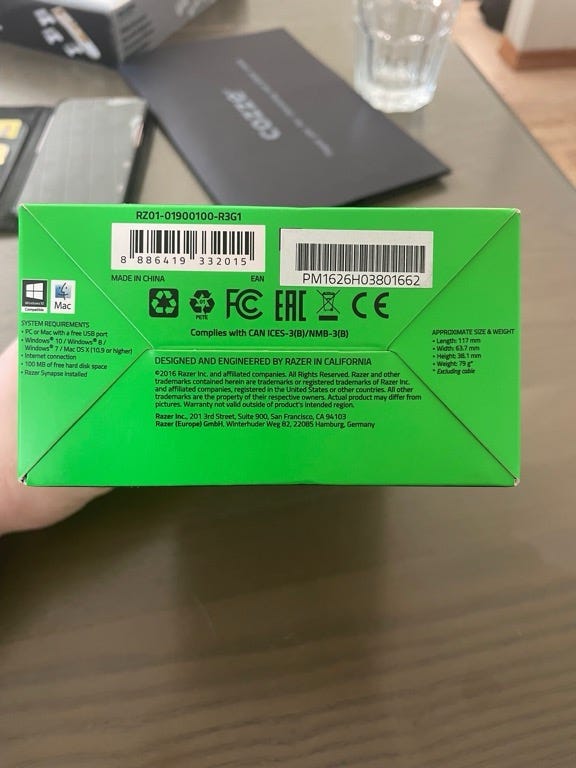 RZ01-01900100-R3G1
8 886419 332015
MADE IN CHINA EAN
PM1626H03801662
Windows 10
Compatible
Mac
PETE
FC EAC CE
Complies with CAN ICES-3(B)/NMB-3(B)
SYSTEM REQUIREMENTS
• PC or Mac with a free USB port
• Windows® 10 / Windows® 8 /
Windows® 7 / Mac OS X (10.9 or higher)
• Internet connection
• 100 MB of free hard disk space
• Razer Synapse installed
APPROXIMATE SIZE & WEIGHT
• Length: 117 mm
• Width: 63.7 mm
• Height: 38.1 mm
• Weight: 79 g*
* Excluding cable
DESIGNED AND ENGINEERED BY RAZER IN CALIFORNIA
©2016 Razer Inc. and affiliated companies. All Rights Reserved. Razer and other
trademarks contained herein are trademarks or registered trademarks of Razer Inc.
and affiliated companies, registered in the United States or other countries. All other
trademarks are the property of their respective owners. Actual product may differ from
pictures. Warranty not valid outside of product's intended region.
Razer Inc., 201 3rd Street, Suite 900, San Francisco, CA 94103
Razer (Europe) GmbH, Winterhuder Weg 82, 22085 Hamburg, Germany